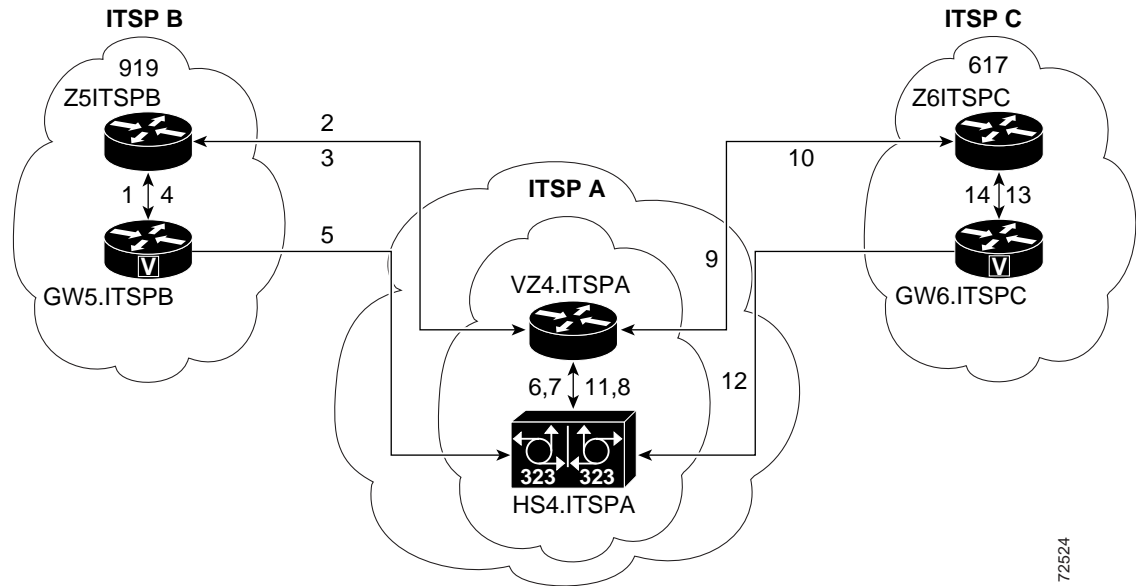 ITSP B
ITSP C
919
617
Z5ITSPB
Z6ITSPC
2
3
10
ITSP A
1 4
14 13
5
9
V
V
GW5.ITSPB
VZ4.ITSPA
GW6.ITSPC
6,7 11,8
12
323 323
HS4.ITSPA
72524